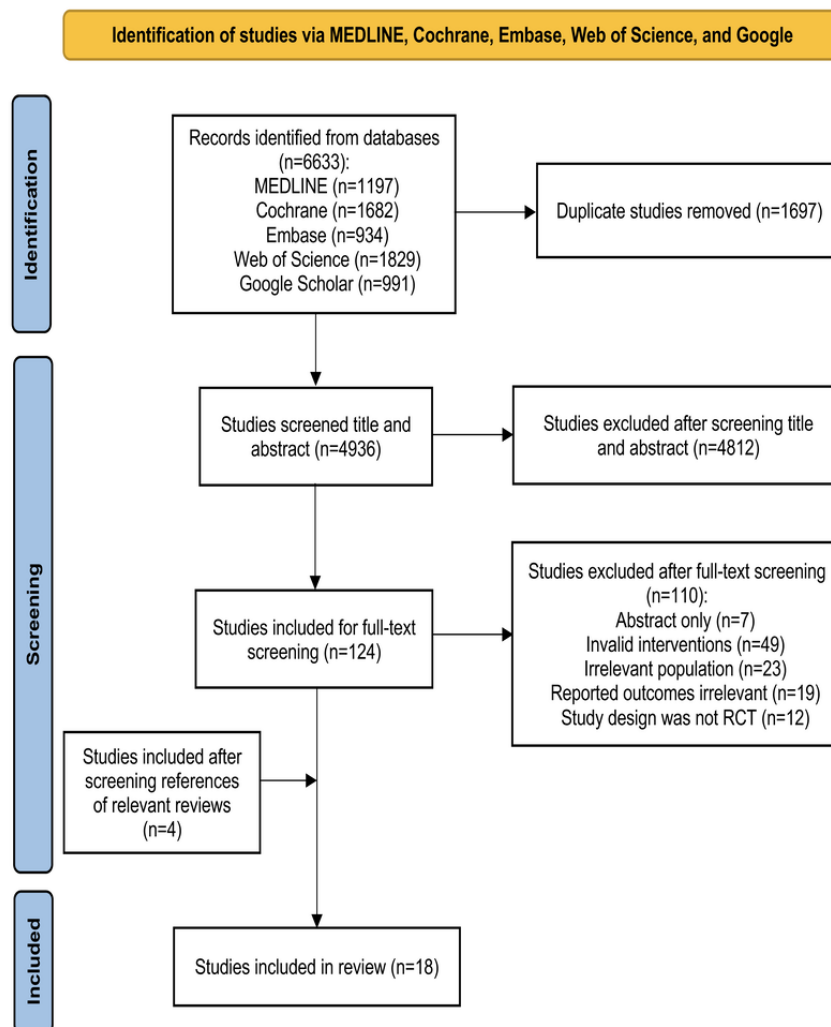 Identification of studies via MEDLINE, Cochrane, Embase, Web of Science, and Google
Identification
Records identified from databases
(n=6633):
MEDLINE (n=1197)
Cochrane (n=1682)
Embase (n=934)
Web of Science (n=1829)
Google Scholar (n=991)
Duplicate studies removed (n=1697)
Screening
Studies screened title and
abstract (n=4936)
Studies excluded after screening title
and abstract (n=4812)
Studies included for full-text
screening (n=124)
Studies excluded after full-text screening
(n=110):
Abstract only (n=7)
Invalid interventions (n=49)
Irrelevant population (n=23)
Reported outcomes irrelevant (n=19)
Study design was not RCT (n=12)
Studies included after
screening references
of relevant reviews
(n=4)
Included
Studies included in review (n=18)